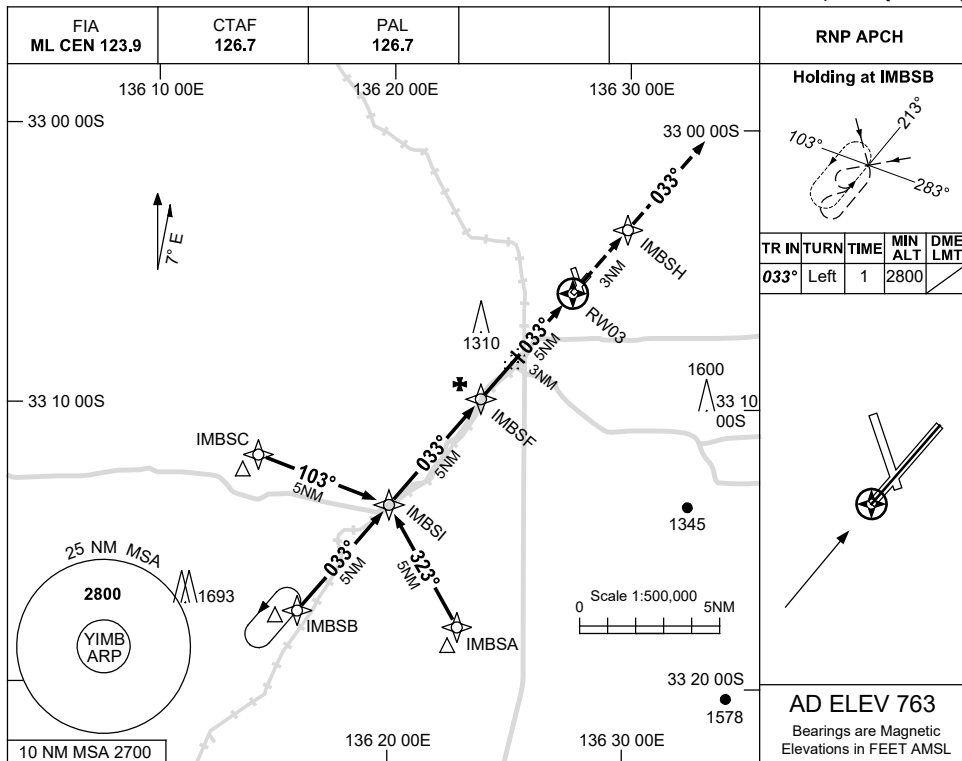 FIA
ML CEN 123.9
CTAF
126.7
PAL
126.7
RNP APCH
136 10 00E
136 20 00E
136 30 00E
33 00 00S
33 00 00S
7° E
033°
IMBSH
3NM
RW03
1310
033°
5NM
3NM
1600
33 10 00S
33 10
00S
IMBSF
IMBSC
103°
5NM
033°
5NM
IMBSI
1345
033°
5NM
323°
5NM
25 NM MSA
2800
YIMB
ARP
1693
IMBSB
IMBSA
Scale 1:500,000
0
5NM
33 20 00S
1578
10 NM MSA 2700
136 20 00E
136 30 00E
Holding at IMBSB
213°
103°
283°
TR IN TURN TIME MIN ALT DME LMT
033° Left 1 2800
AD ELEV 763
Bearings are Magnetic
Elevations in FEET AMSL